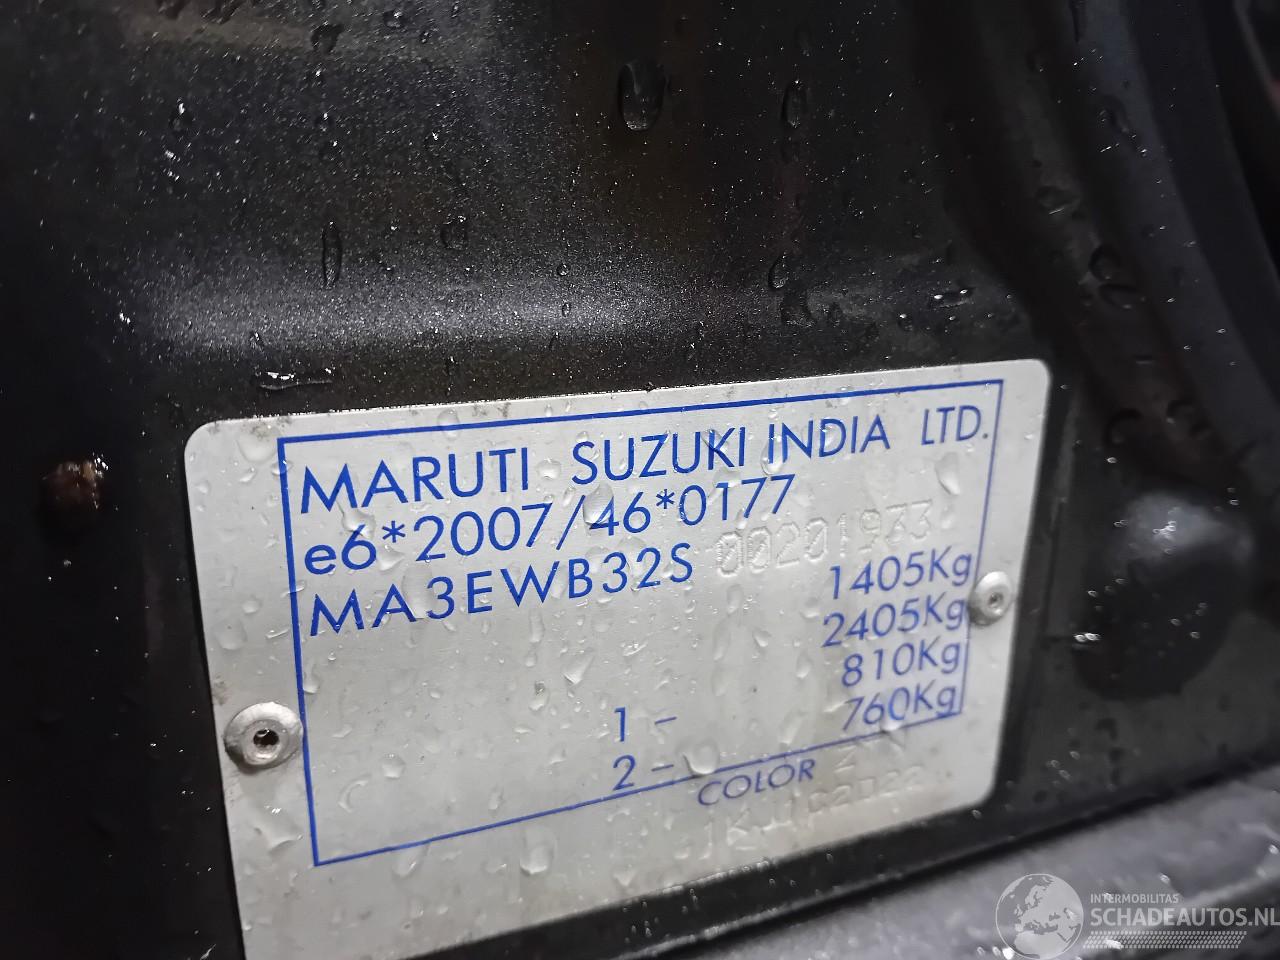 MARUTI SUZUKI INDIA LTD.
e6*2007/46*0177
MA3EWB32S 00201933
1405Kg
2405Kg
1 - 810Kg
2 - 760Kg
COLOR
INTERMOBILITAS
SCHADEAUTOS.NL